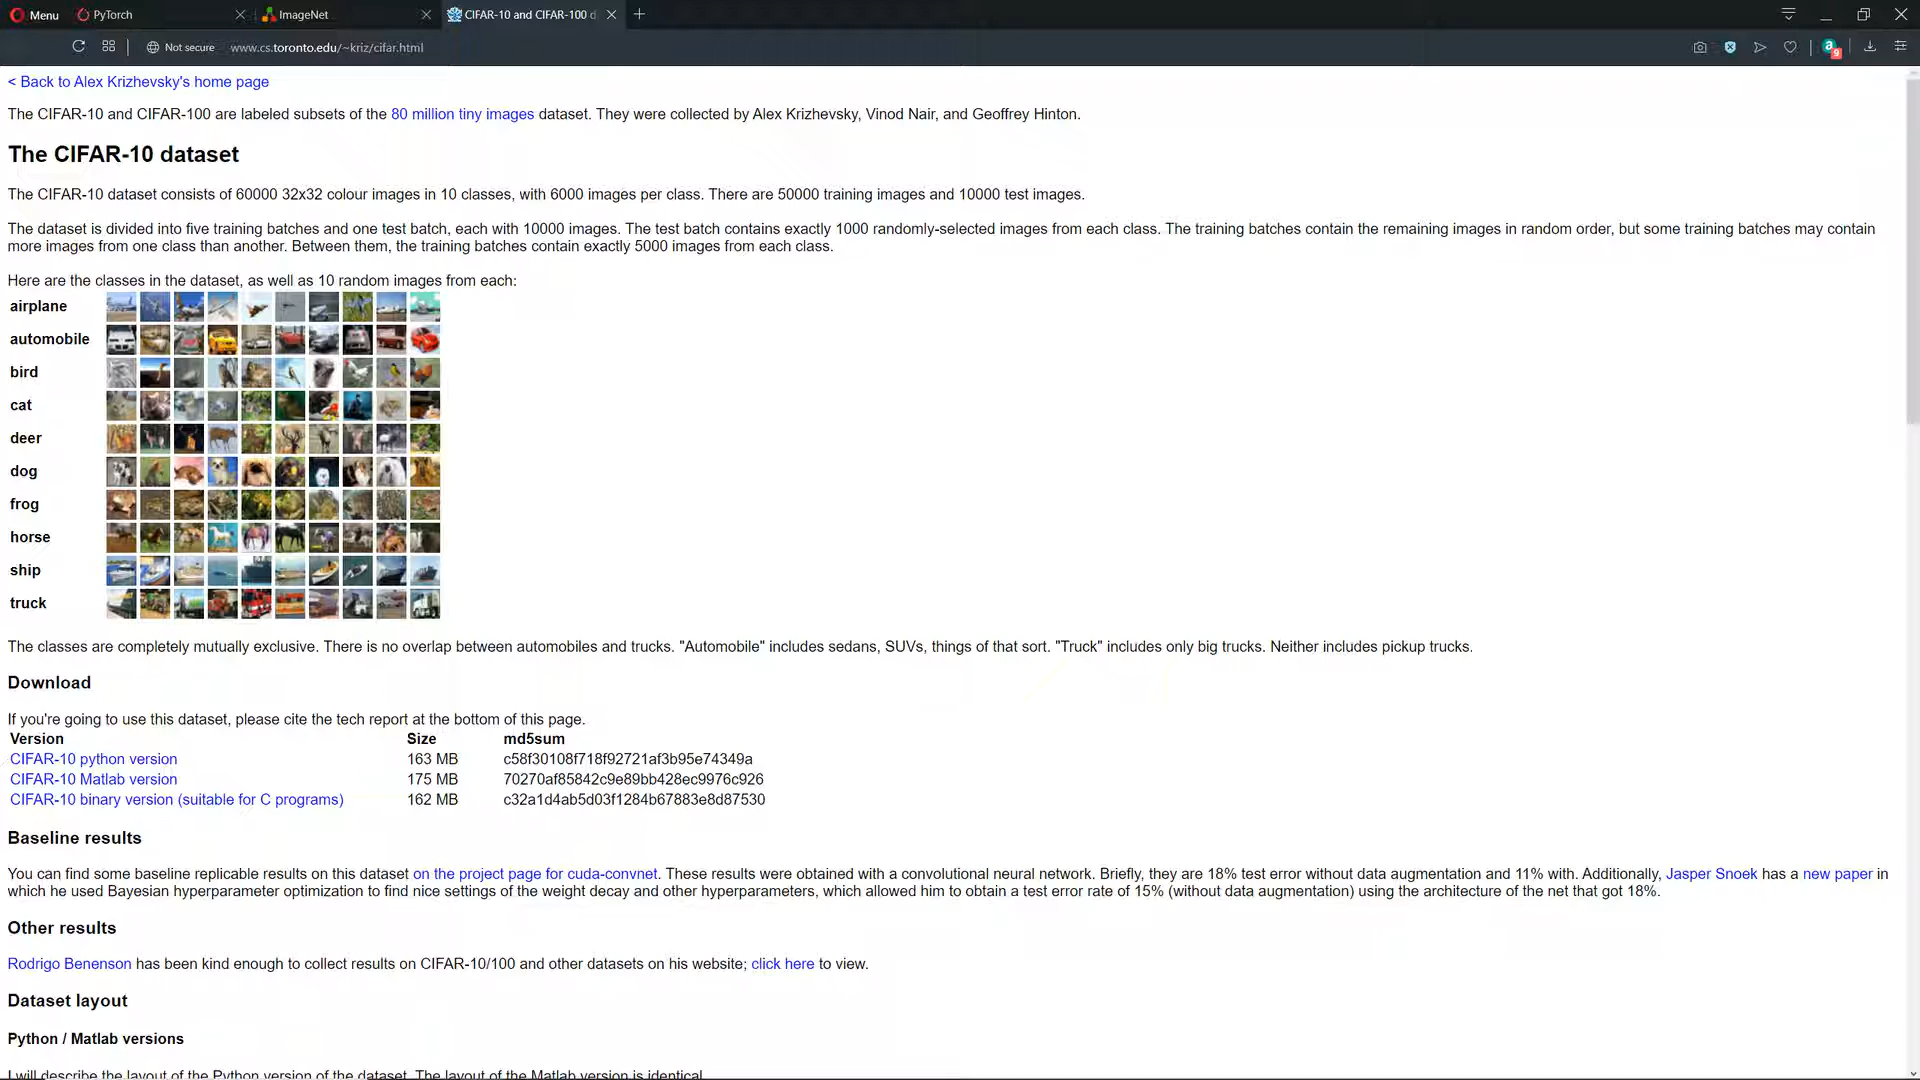 Menu
PyTorch
ImageNet
CIFAR-10 and CIFAR-100 d
Not secure
www.cs.toronto.edu/~kriz/cifar.html
9
< Back to Alex Krizhevsky's home page
The CIFAR-10 and CIFAR-100 are labeled subsets of the 80 million tiny images dataset. They were collected by Alex Krizhevsky, Vinod Nair, and Geoffrey Hinton.
The CIFAR-10 dataset
The CIFAR-10 dataset consists of 60000 32x32 colour images in 10 classes, with 6000 images per class. There are 50000 training images and 10000 test images.
The dataset is divided into five training batches and one test batch, each with 10000 images. The test batch contains exactly 1000 randomly-selected images from each class. The training batches contain the remaining images in random order, but some training batches may contain
more images from one class than another. Between them, the training batches contain exactly 5000 images from each class.
Here are the classes in the dataset, as well as 10 random images from each:
airplane
automobile
bird
cat
deer
dog
frog
horse
ship
truck
The classes are completely mutually exclusive. There is no overlap between automobiles and trucks. "Automobile" includes sedans, SUVs, things of that sort. "Truck" includes only big trucks. Neither includes pickup trucks.
Download
If you're going to use this dataset, please cite the tech report at the bottom of this page.
Version Size md5sum
CIFAR-10 python version 163 MB c58f30108f718f92721af3b95e74349a
CIFAR-10 Matlab version 175 MB 70270af85842c9e89bb428ec9976c926
CIFAR-10 binary version (suitable for C programs) 162 MB c32a1d4ab5d03f1284b67883e8d87530
Baseline results
You can find some baseline replicable results on this dataset on the project page for cuda-convnet. These results were obtained with a convolutional neural network. Briefly, they are 18% test error without data augmentation and 11% with. Additionally, Jasper Snoek has a new paper in
which he used Bayesian hyperparameter optimization to find nice settings of the weight decay and other hyperparameters, which allowed him to obtain a test error rate of 15% (without data augmentation) using the architecture of the net that got 18%.
Other results
Rodrigo Benenson has been kind enough to collect results on CIFAR-10/100 and other datasets on his website; click here to view.
Dataset layout
Python / Matlab versions
I will describe the layout of the Python version of the dataset. The layout of the Matlab version is identical.